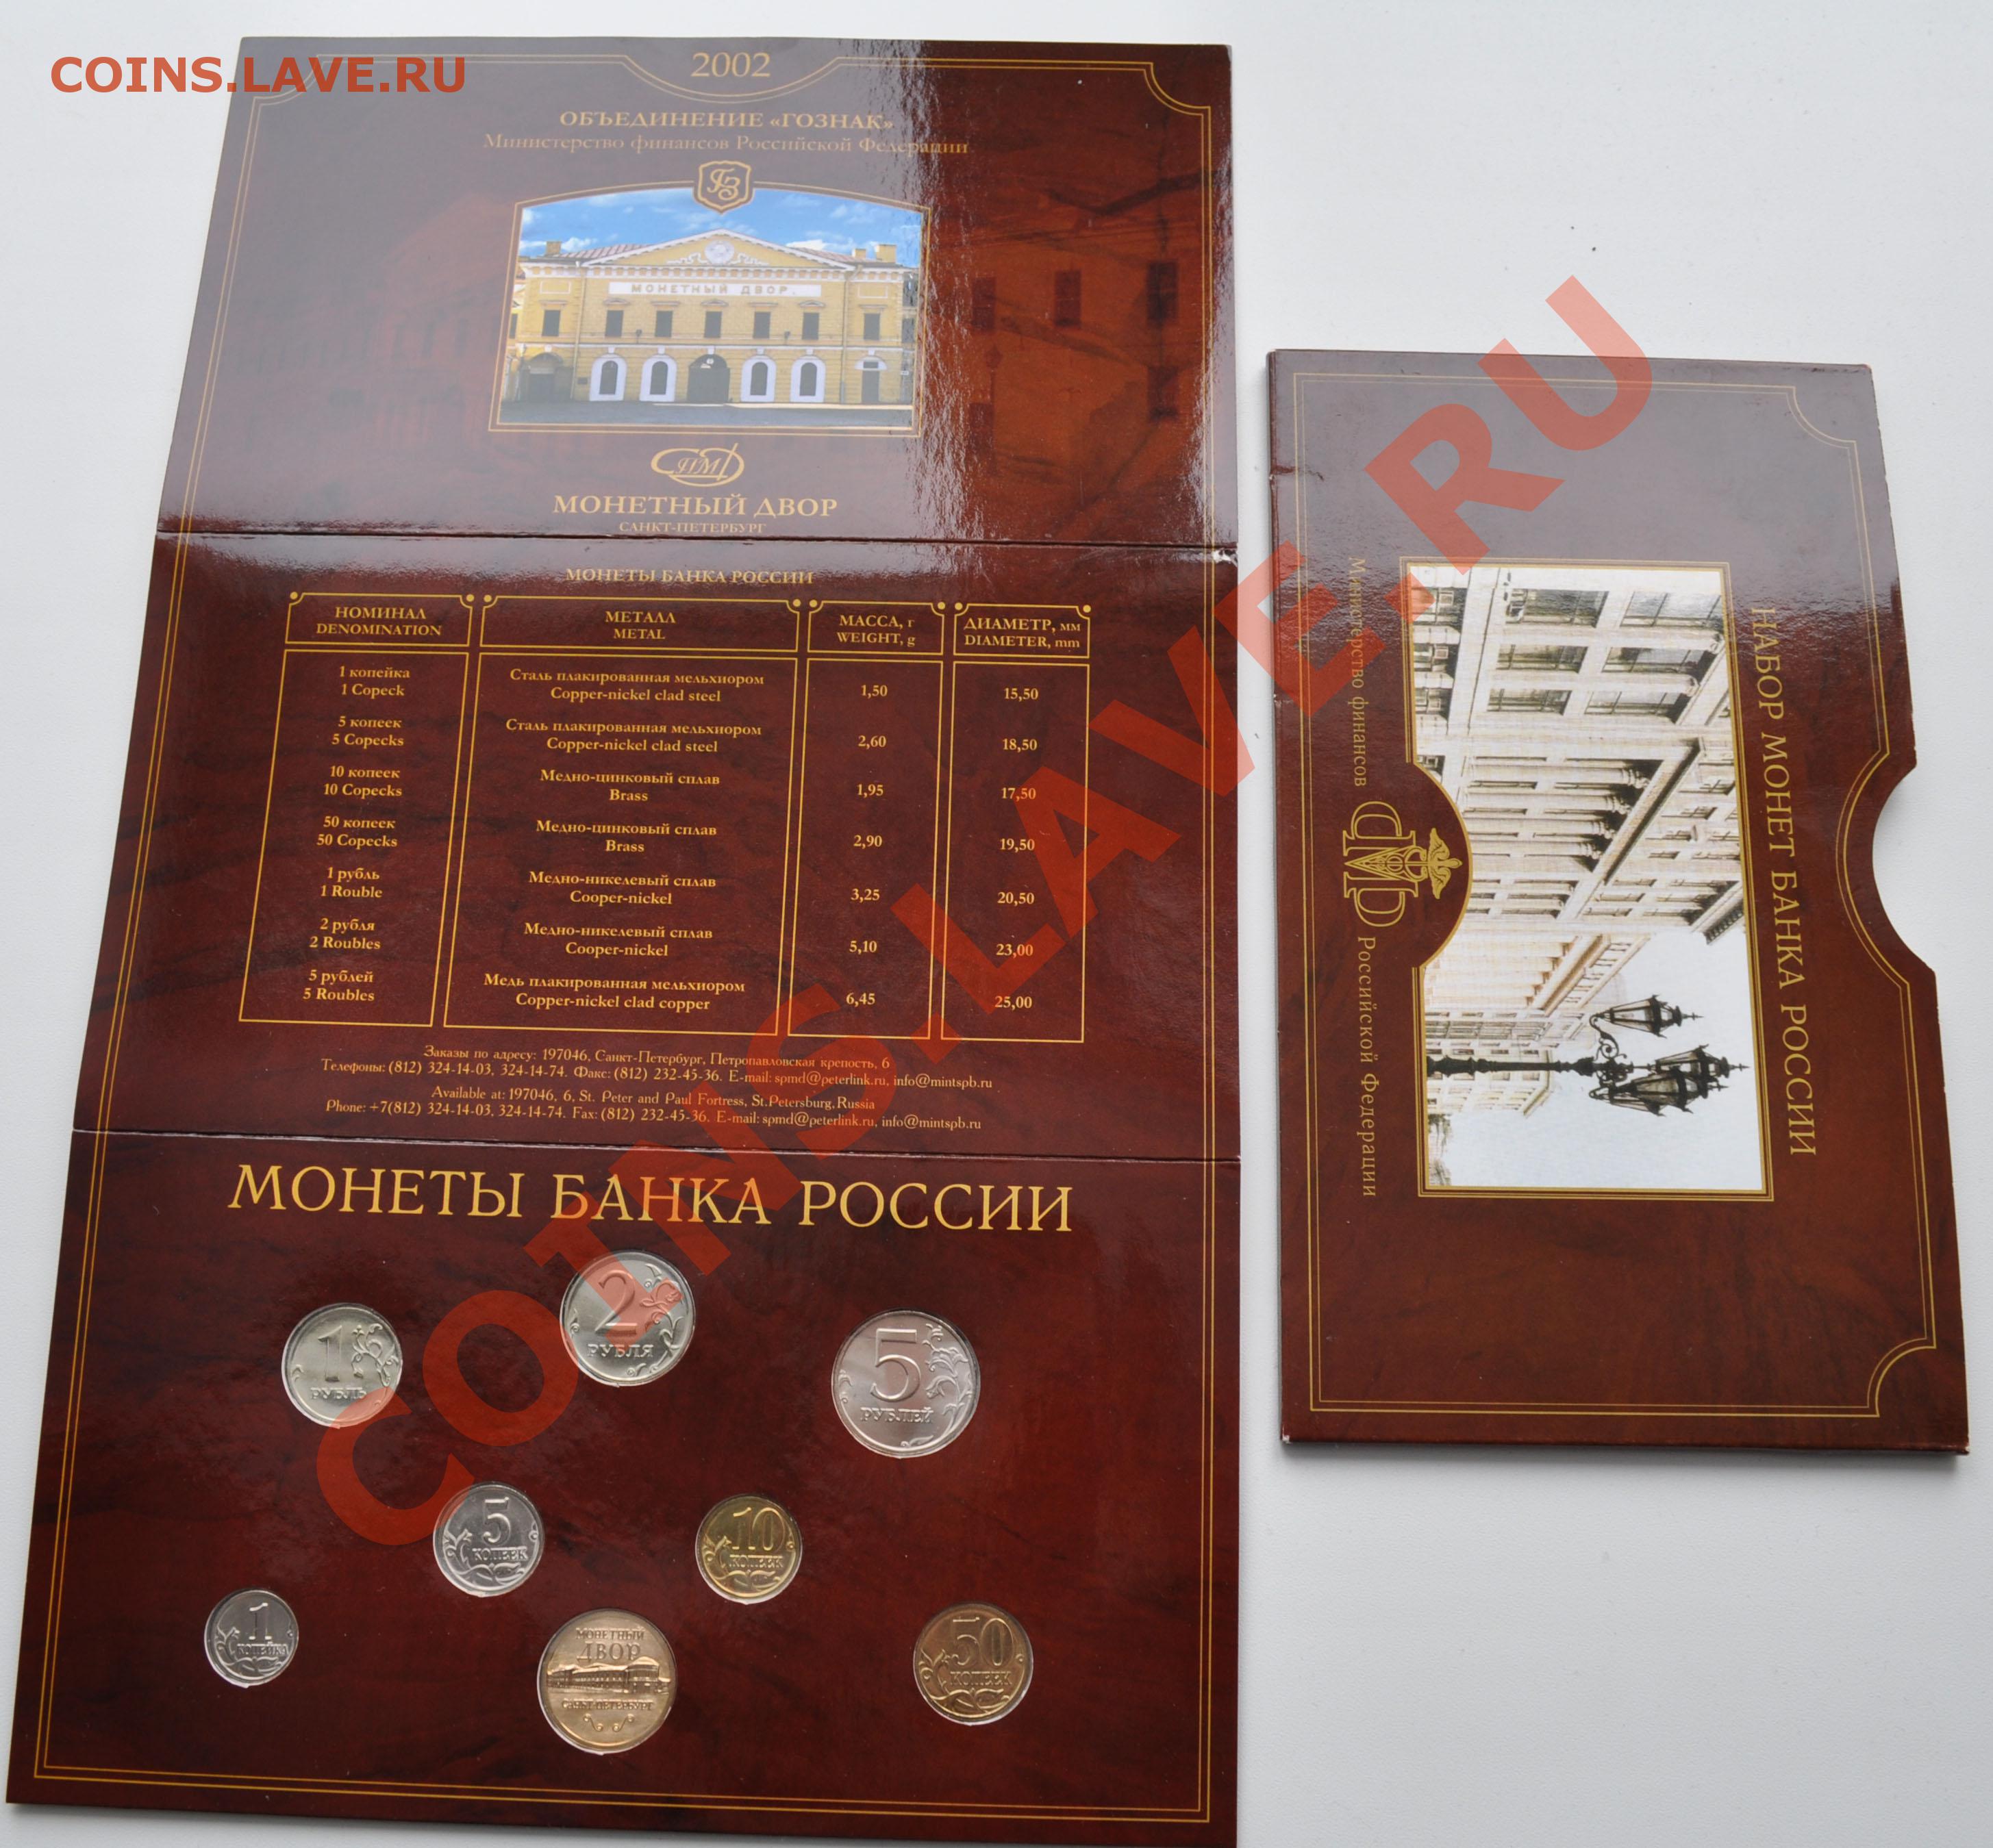 COINS.LAVE.RU
2002
ОБЪЕДИНЕНИЕ «ГОЗНАК»
Министерство финансов Российской Федерации
ГЗ
МОНЕТНЫЙ ДВОР.
СПМД
МОНЕТНЫЙ ДВОР
САНКТ-ПЕТЕРБУРГ
МОНЕТЫ БАНКА РОССИИ
НОМИНАЛ МЕТАЛЛ МАССА, г ДИАМЕТР, мм
DENOMINATION METAL WEIGHT, g DIAMETER, mm
1 копейка Сталь плакированная мельхиором
1 Copeck Copper-nickel clad steel 1,50 15,50
5 копеек Сталь плакированная мельхиором
5 Copecks Copper-nickel clad steel 2,60 18,50
10 копеек Медно-цинковый сплав
10 Copecks Brass 1,95 17,50
50 копеек Медно-цинковый сплав
50 Copecks Brass 2,90 19,50
1 рубль Медно-никелевый сплав
1 Rouble Cooper-nickel 3,25 20,50
2 рубля Медно-никелевый сплав
2 Roubles Cooper-nickel 5,10 23,00
5 рублей Медь плакированная мельхиором
5 Roubles Copper-nickel clad copper 6,45 25,00
Заказы по адресу: 197046, Санкт-Петербург, Петропавловская крепость, 6
Телефоны: (812) 324-14-03, 324-14-74. Факс: (812) 232-45-36. E-mail: spmd@peterlink.ru, info@mintspb.ru
Available at: 197046, 6, St. Peter and Paul Fortress, St.Petersburg, Russia
Phone: +7(812) 324-14-03, 324-14-74. Fax: (812) 232-45-36. E-mail: spmd@peterlink.ru, info@mintspb.ru
МОНЕТЫ БАНКА РОССИИ
1 РУБЛЬ
2 РУБЛЯ
5 РУБЛЕЙ
5 КОПЕЕК
10 КОПЕЕК
1 КОПЕЙКА
МОНЕТНЫЙ
ДВОР
САНКТ-ПЕТЕРБУРГ
50 КОПЕЕК
НАБОР МОНЕТ БАНКА РОССИИ
Министерство финансов Российской Федерации
COINS.LAVE.RU